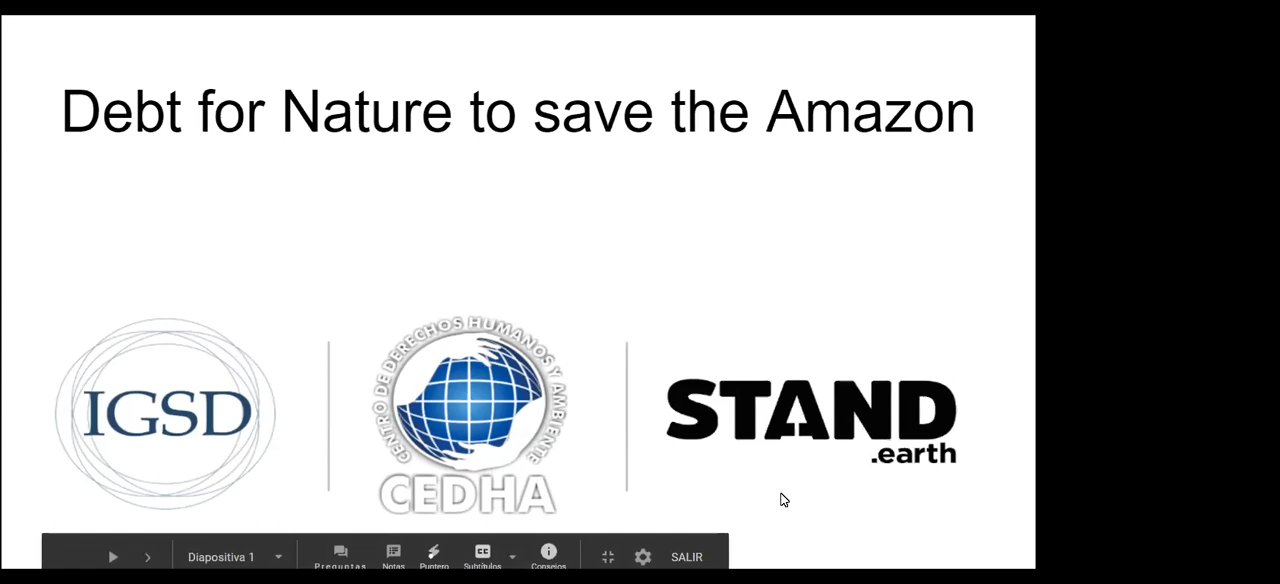 Debt for Nature to save the Amazon
IGSD
CENTRO DE DERECHOS HUMANOS Y AMBIENTE
CEDHA
STAND
.earth
Diapositiva 1
Preguntas
Notas
Puntero
CC
Subtítulos
Consejos
SALIR